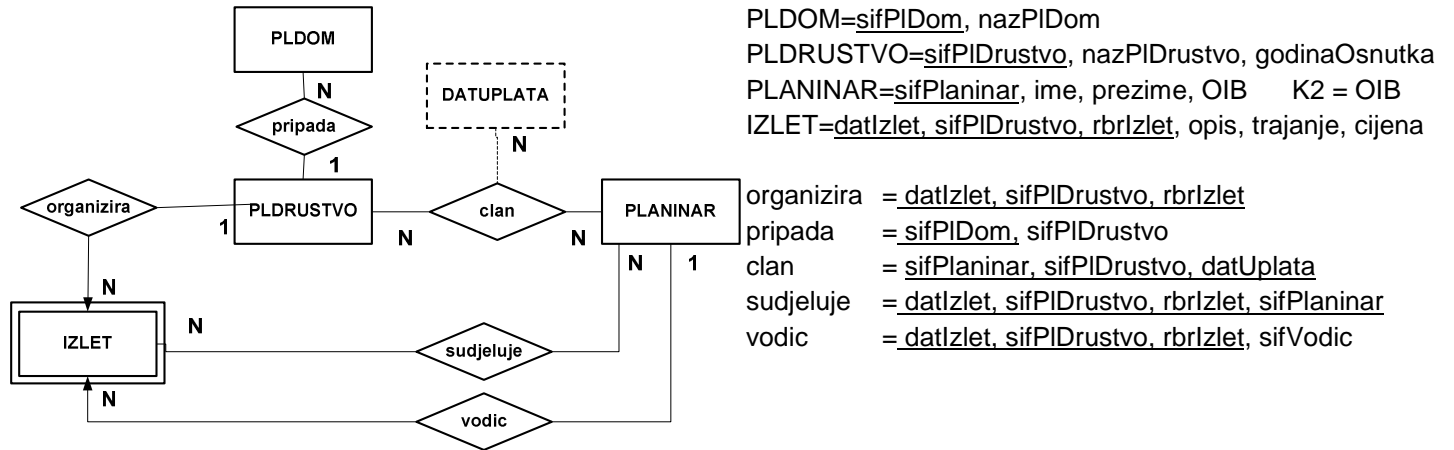 PLDOM
N
pripada
1
DATUPLATA
N
organizira
1
PLDRUSTVO
N
clan
N
PLANINAR
N
1
N
IZLET
N
sudjeluje
N
vodic
PLDOM=sifPlDom, nazPlDom
PLDRUSTVO=sifPlDrustvo, nazPlDrustvo, godinaOsnutka
PLANINAR=sifPlaninar, ime, prezime, OIB K2 = OIB
IZLET=datIzlet, sifPlDrustvo, rbrIzlet, opis, trajanje, cijena
organizira = datIzlet, sifPlDrustvo, rbrIzlet
pripada = sifPlDom, sifPlDrustvo
clan = sifPlaninar, sifPlDrustvo, datUplata
sudjeluje = datIzlet, sifPlDrustvo, rbrIzlet, sifPlaninar
vodic = datIzlet, sifPlDrustvo, rbrIzlet, sifVodic